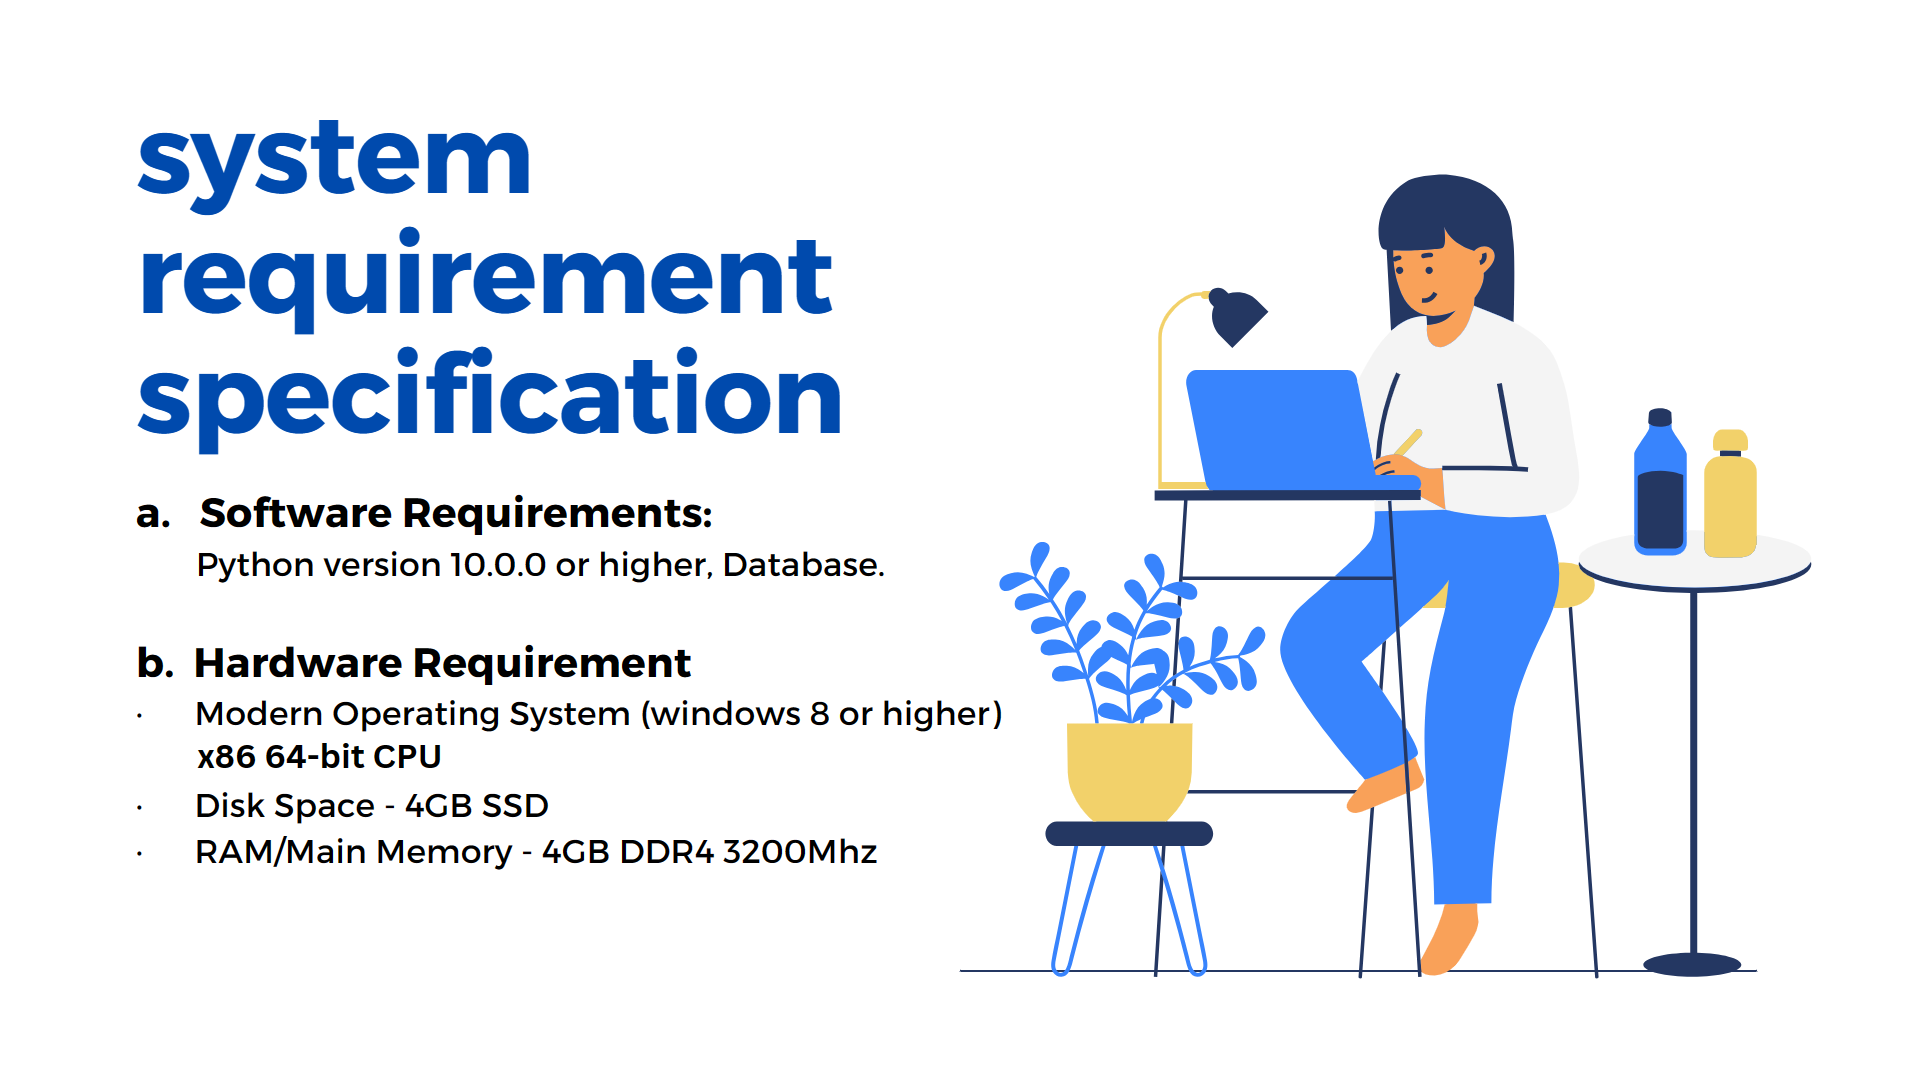 system
requirement
specification
a. Software Requirements:
Python version 10.0.0 or higher, Database.
b. Hardware Requirement
· Modern Operating System (windows 8 or higher)
x86 64-bit CPU
· Disk Space - 4GB SSD
· RAM/Main Memory - 4GB DDR4 3200Mhz